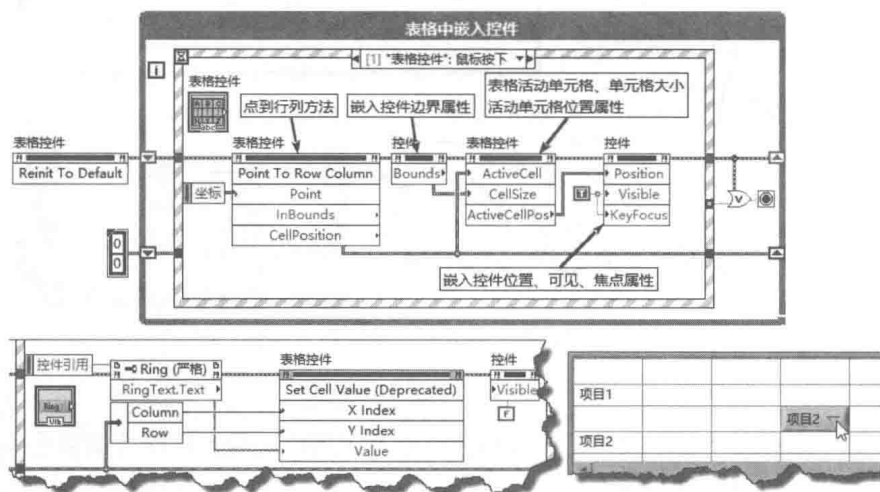 表格中嵌入控件
[1] "表格控件": 鼠标按下
i
表格控件
点到行列方法
嵌入控件边界属性
表格活动单元格、单元格大小
活动单元格位置属性
表格控件
Reinit To Default
表格控件
Point To Row Column
Point
InBounds
CellPosition
坐标
控件
Bounds
表格控件
ActiveCell
CellSize
ActiveCellPos
控件
Position
Visible
KeyFocus
T
V
0
0
嵌入控件位置、可见、焦点属性
控件引用
Ring
Ring (严格)
RingText.Text
Column
Row
表格控件
Set Cell Value (Deprecated)
X Index
Y Index
Value
控件
Visible
F
项目1
项目2
项目2